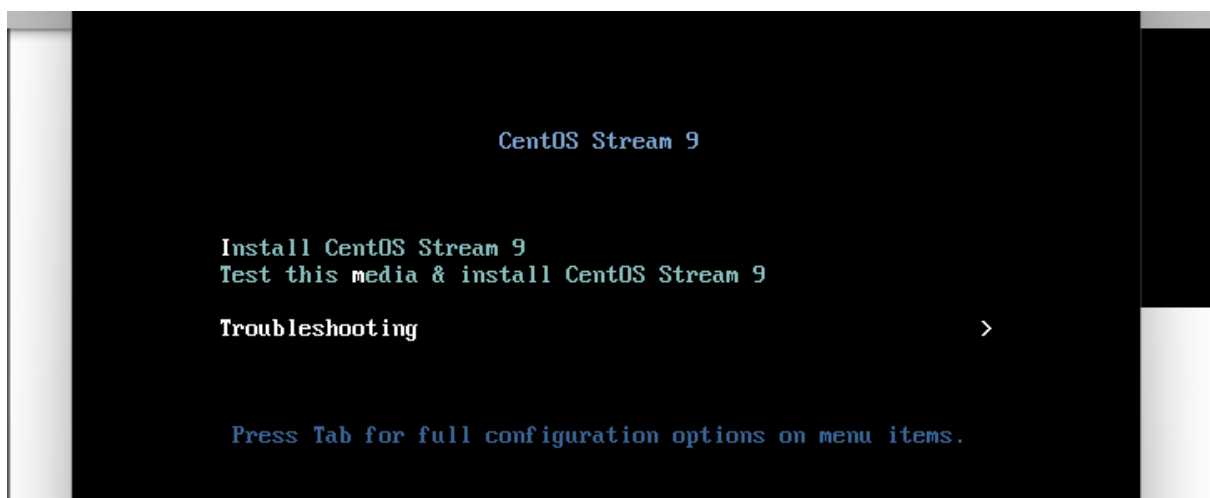 CentOS Stream 9
Install CentOS Stream 9
Test this media & install CentOS Stream 9
Troubleshooting >
Press Tab for full configuration options on menu items.